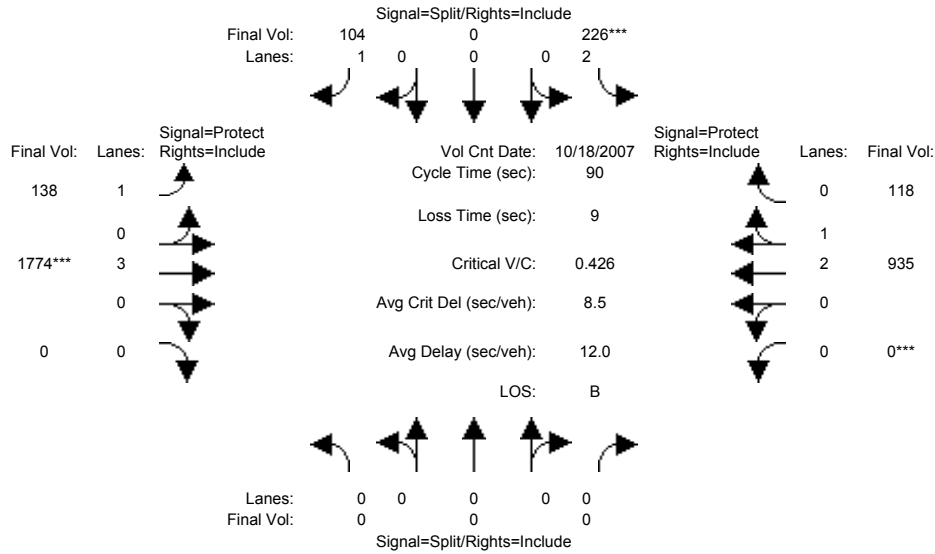 Signal=Split/Rights=Include
Final Vol: 104 0 226***
Lanes: 1 0 0 0 2
Signal=Protect Signal=Protect
Final Vol: Lanes: Rights=Include Vol Cnt Date: 10/18/2007 Rights=Include Lanes: Final Vol:
Cycle Time (sec): 90
138 1 0 118
Loss Time (sec): 9
0 1
1774*** 3 Critical V/C: 0.426 2 935
0 Avg Crit Del (sec/veh): 8.5 0
0 0 Avg Delay (sec/veh): 12.0 0 0***
LOS: B
Lanes: 0 0 0 0 0
Final Vol: 0 0 0
Signal=Split/Rights=Include